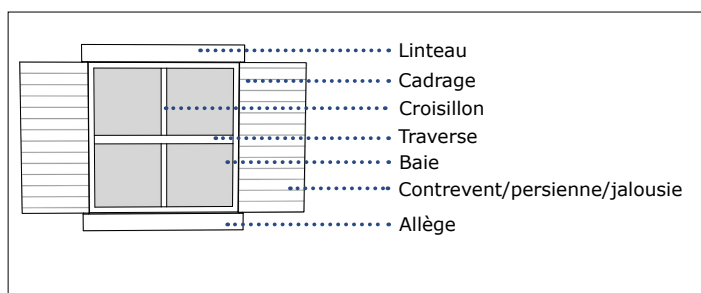 Linteau
Cadrage
Croisillon
Traverse
Baie
Contrevent/persienne/jalousie
Allège